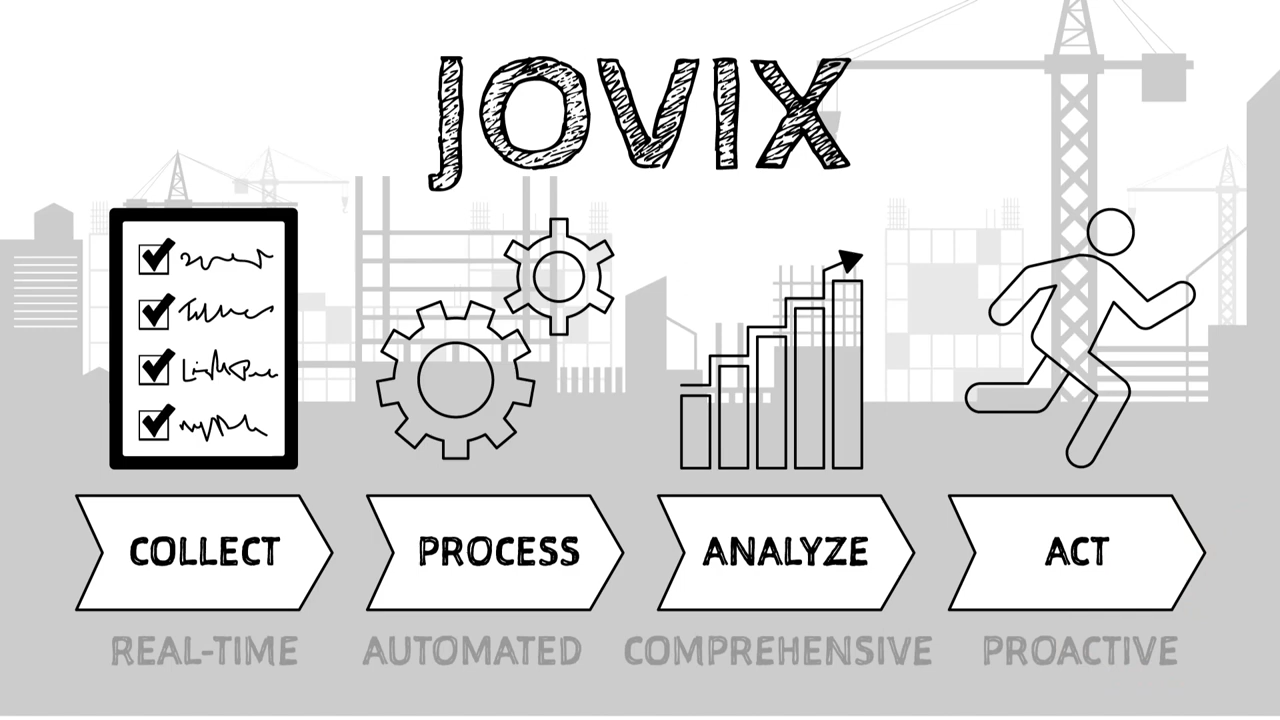 JOVIX
COLLECT
PROCESS
ANALYZE
ACT
REAL-TIME
AUTOMATED
COMPREHENSIVE
PROACTIVE